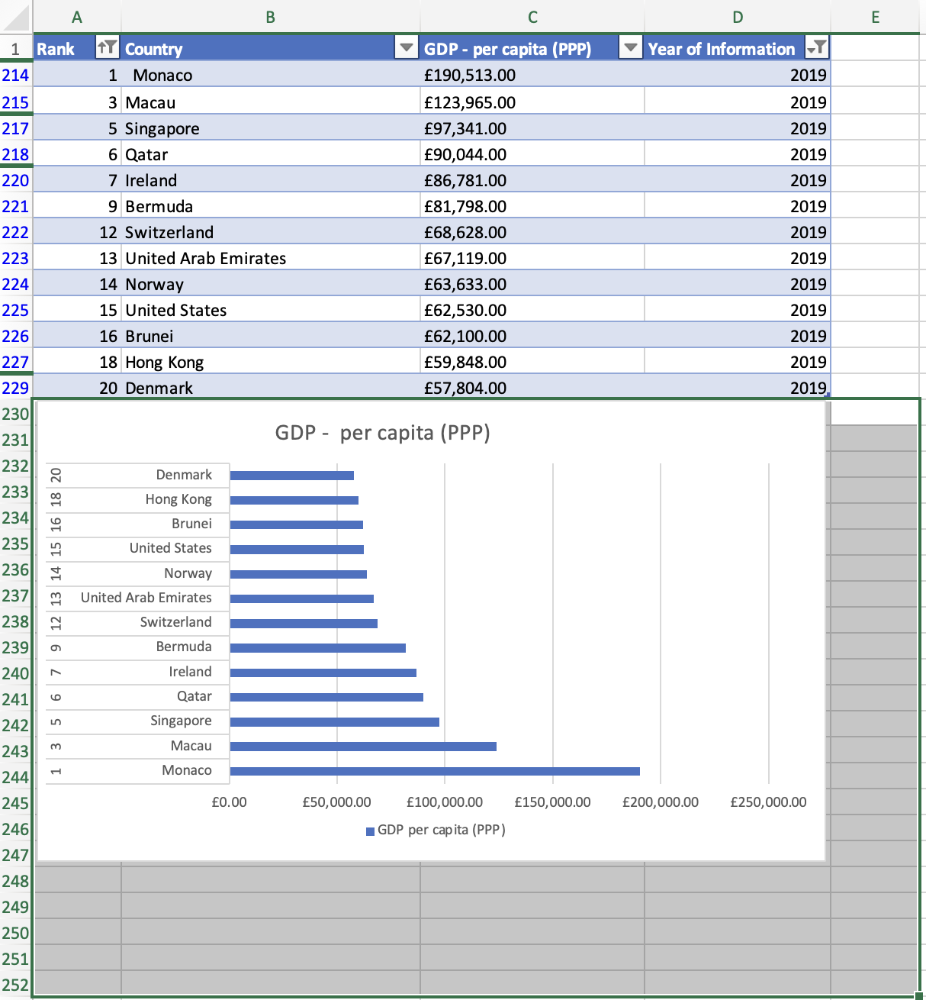 A B C D E
1 Rank Country GDP - per capita (PPP) Year of Information
214 1 Monaco £190,513.00 2019
215 3 Macau £123,965.00 2019
217 5 Singapore £97,341.00 2019
218 6 Qatar £90,044.00 2019
220 7 Ireland £86,781.00 2019
221 9 Bermuda £81,798.00 2019
222 12 Switzerland £68,628.00 2019
223 13 United Arab Emirates £67,119.00 2019
224 14 Norway £63,633.00 2019
225 15 United States £62,530.00 2019
226 16 Brunei £62,100.00 2019
227 18 Hong Kong £59,848.00 2019
229 20 Denmark £57,804.00 2019
230
GDP - per capita (PPP)
231
232 20 Denmark
233 18 Hong Kong
234 16 Brunei
235 15 United States
236 14 Norway
237 13 United Arab Emirates
238 12 Switzerland
239 9 Bermuda
240 7 Ireland
241 6 Qatar
242 5 Singapore
243 3 Macau
244 1 Monaco
245 £0.00 £50,000.00 £100,000.00 £150,000.00 £200,000.00 £250,000.00
246 GDP per capita (PPP)
247
248
249
250
251
252